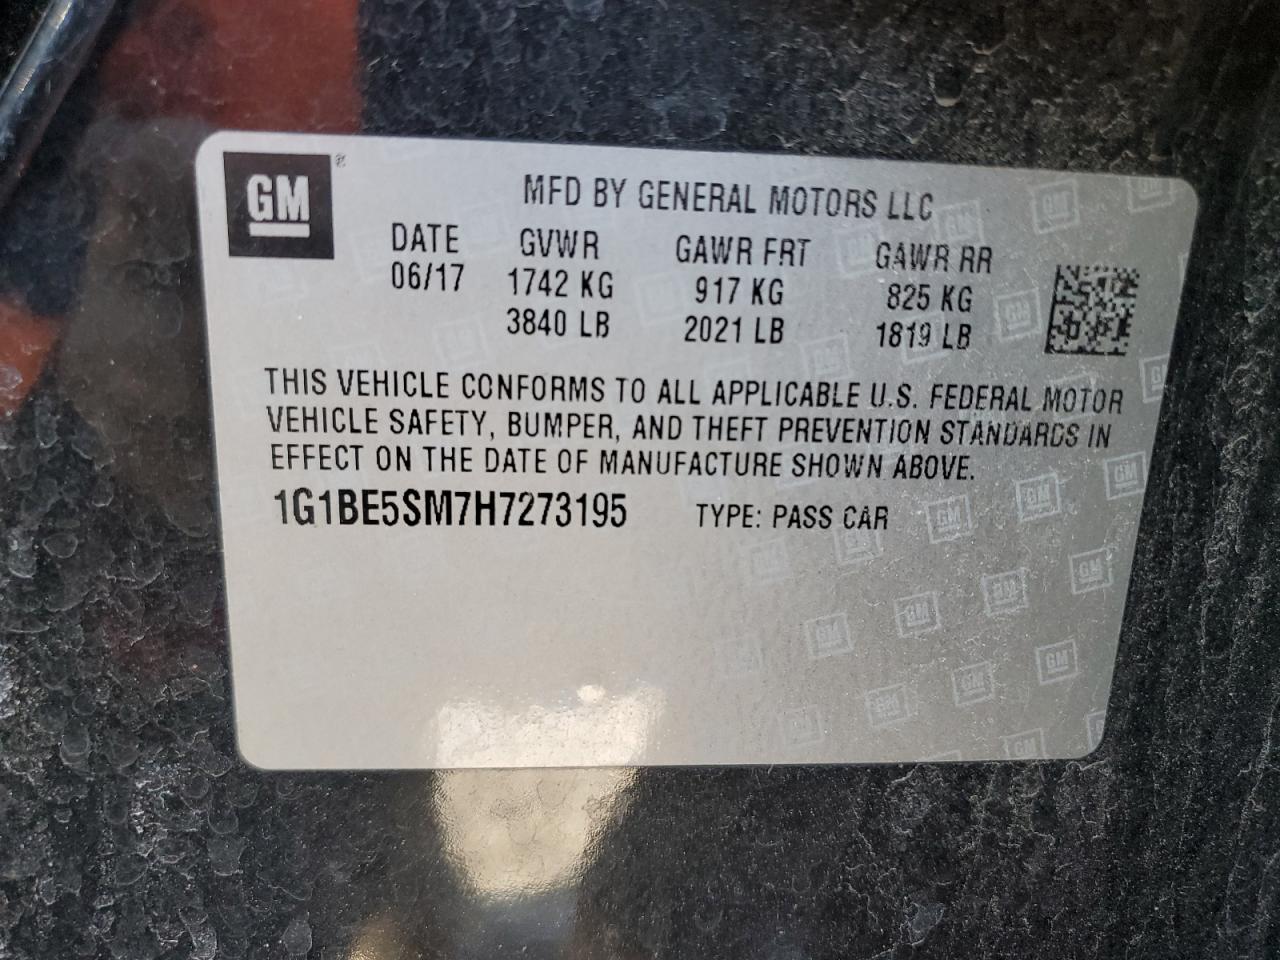 GM ®
MFD BY GENERAL MOTORS LLC
DATE GVWR GAWR FRT GAWR RR
06/17 1742 KG 917 KG 825 KG
3840 LB 2021 LB 1819 LB
THIS VEHICLE CONFORMS TO ALL APPLICABLE U.S. FEDERAL MOTOR
VEHICLE SAFETY, BUMPER, AND THEFT PREVENTION STANDARDS IN
EFFECT ON THE DATE OF MANUFACTURE SHOWN ABOVE.
1G1BE5SM7H7273195 TYPE: PASS CAR